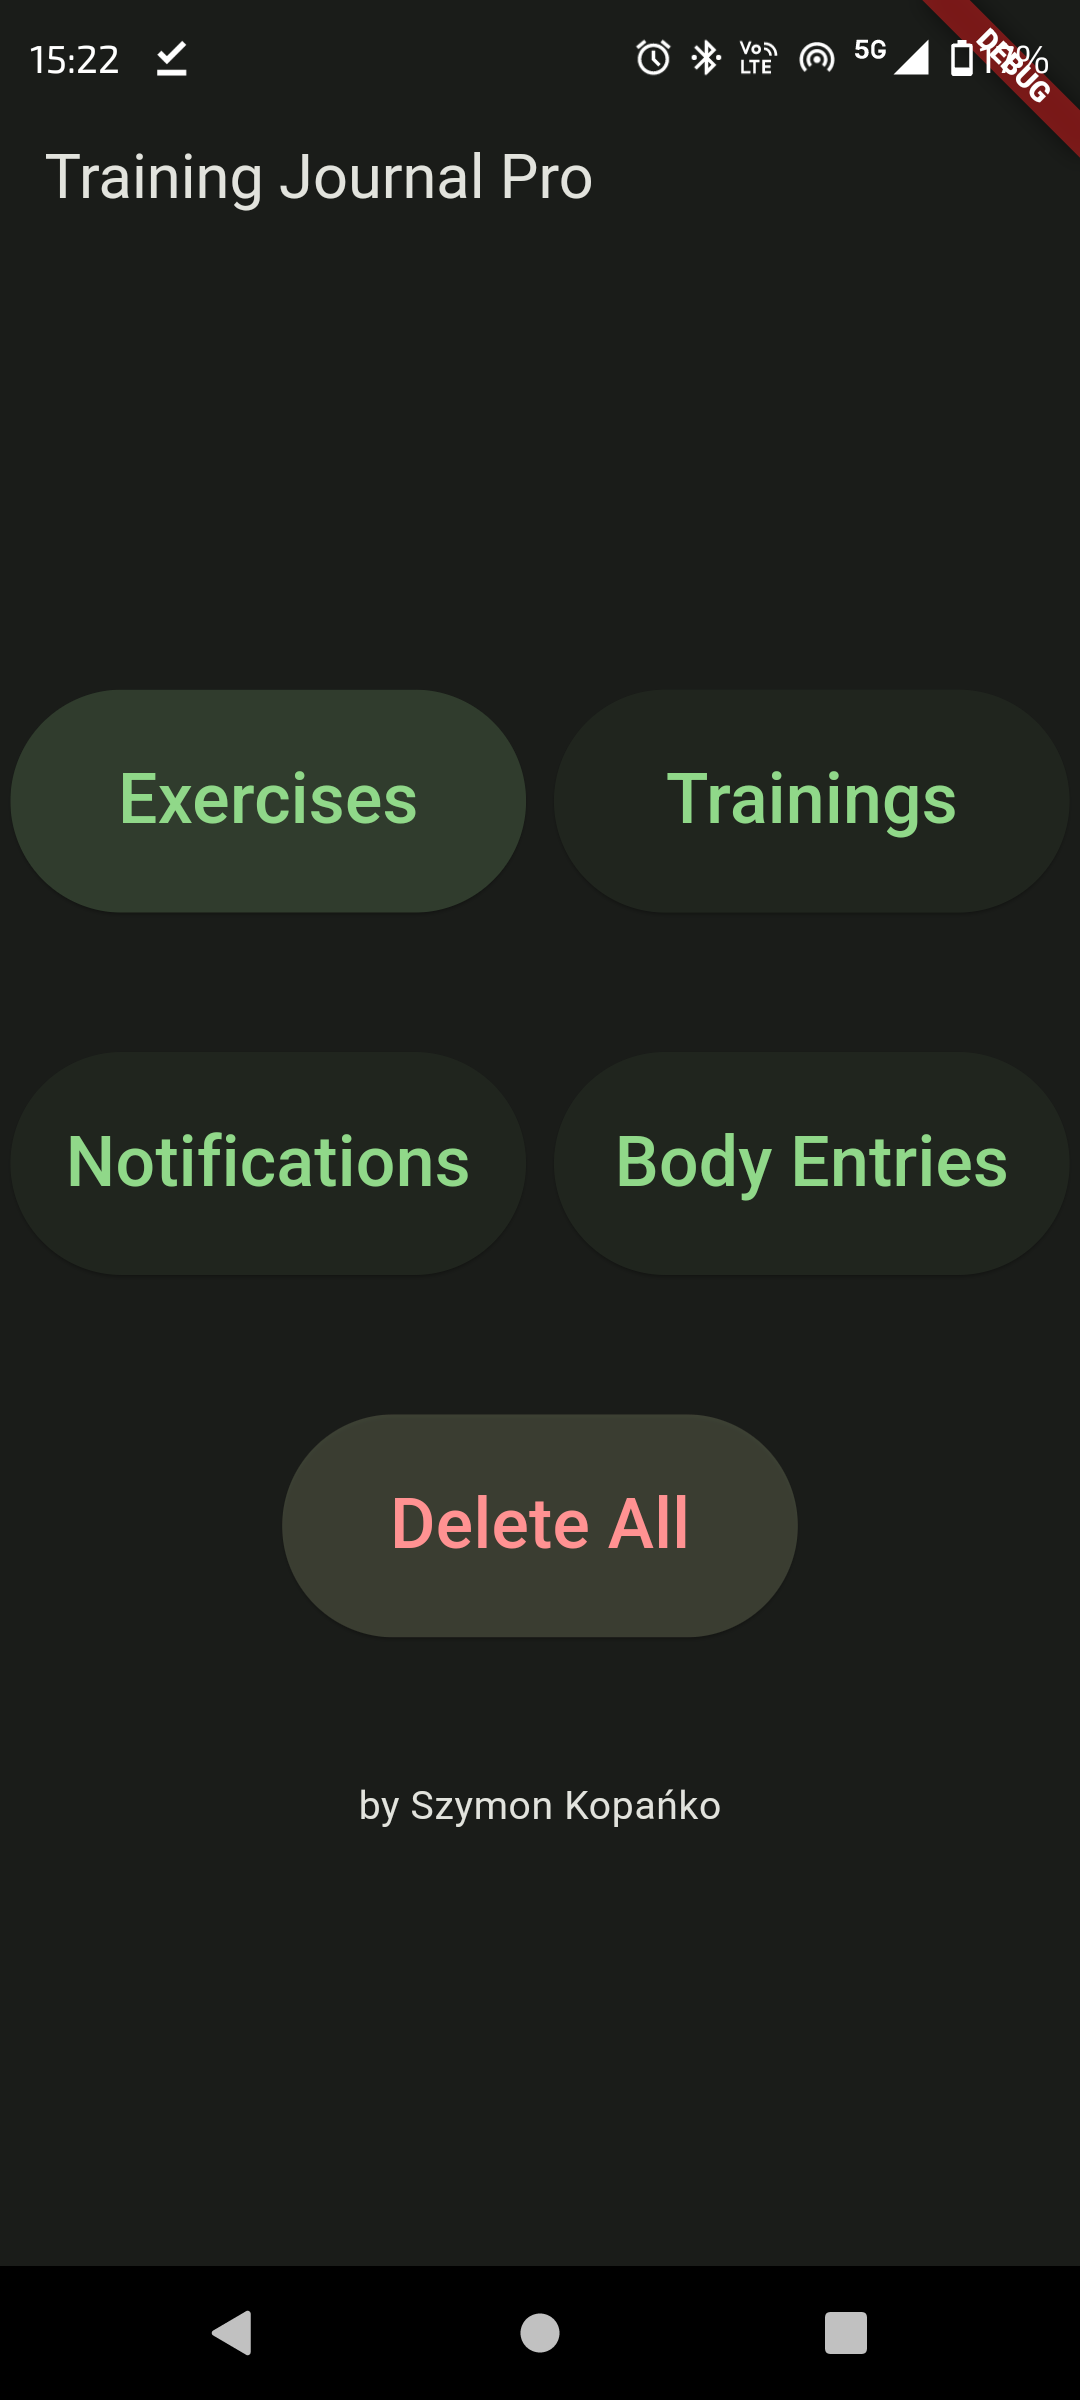 15:22
Vo
LTE
5G
DEBUG
Training Journal Pro
Exercises
Trainings
Notifications
Body Entries
Delete All
by Szymon Kopańko